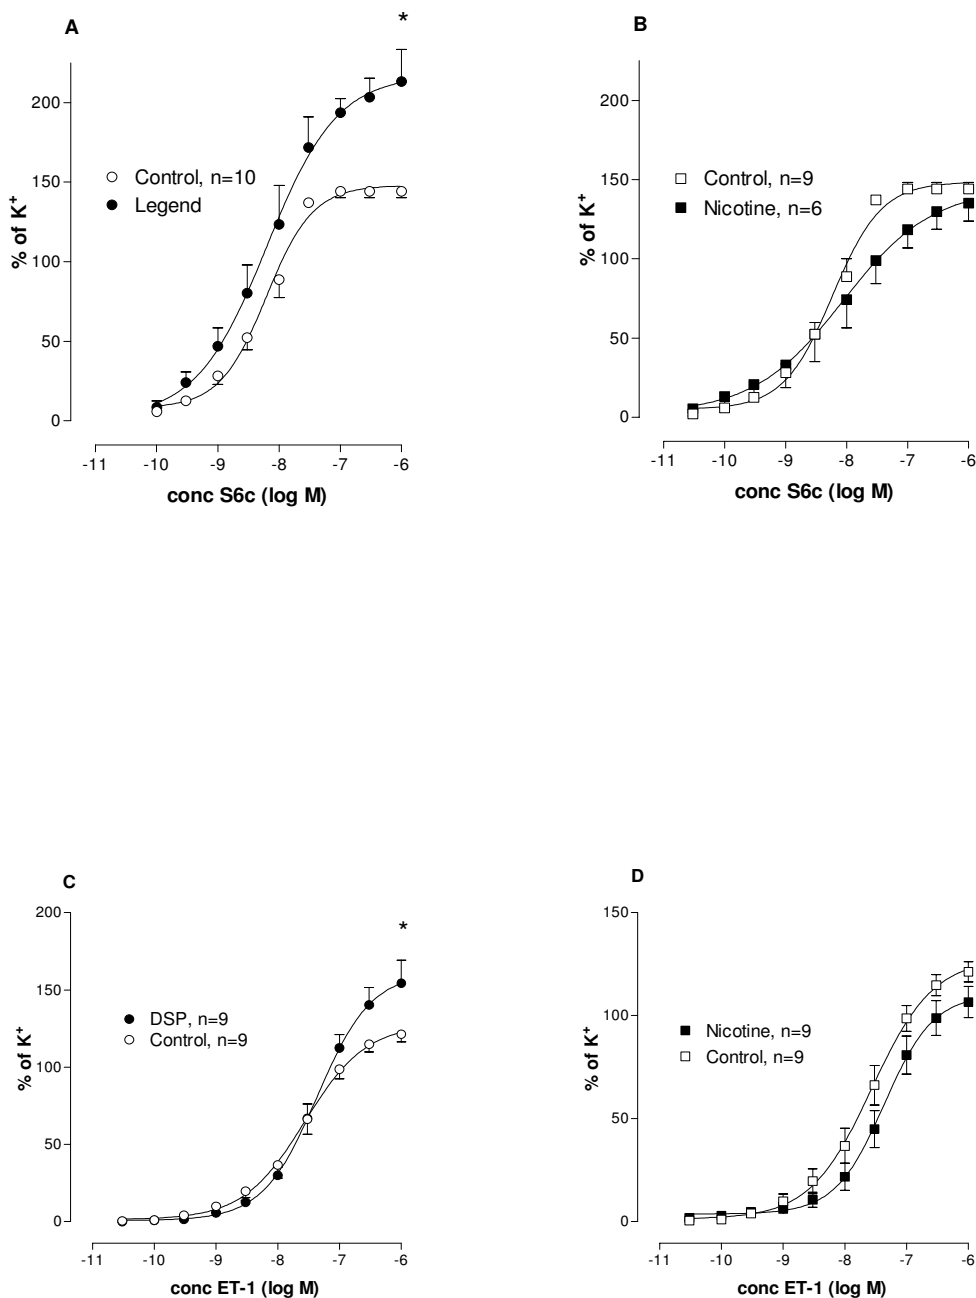 A
*
200
150
100
50
0
% of K⁺
Control, n=10
Legend
-11 -10 -9 -8 -7 -6
conc S6c (log M)
B
200
150
100
50
0
% of K⁺
Control, n=9
Nicotine, n=6
-11 -10 -9 -8 -7 -6
conc S6c (log M)
C
*
200
150
100
50
0
% of K⁺
DSP, n=9
Control, n=9
-11 -10 -9 -8 -7 -6
conc ET-1 (log M)
D
150
100
50
0
% of K⁺
Nicotine, n=9
Control, n=9
-11 -10 -9 -8 -7 -6
conc ET-1 (log M)